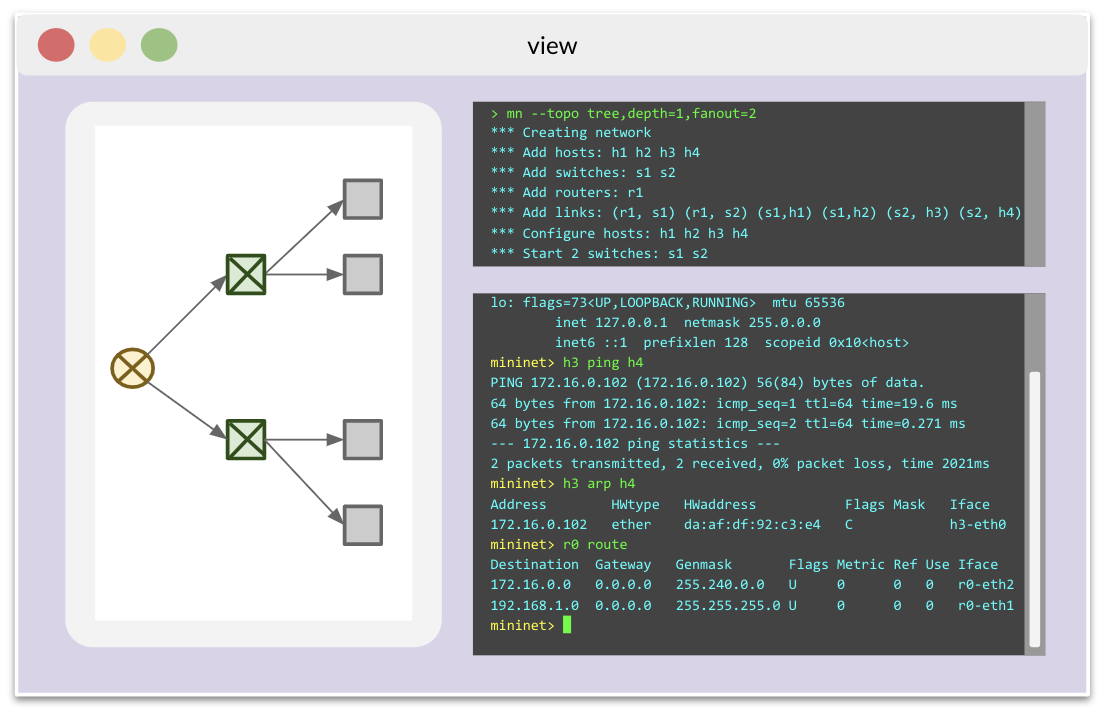 view
> mn --topo tree,depth=1,fanout=2
*** Creating network
*** Add hosts: h1 h2 h3 h4
*** Add switches: s1 s2
*** Add routers: r1
*** Add links: (r1, s1) (r1, s2) (s1,h1) (s1,h2) (s2, h3) (s2, h4)
*** Configure hosts: h1 h2 h3 h4
*** Start 2 switches: s1 s2
lo: flags=73<UP,LOOPBACK,RUNNING>  mtu 65536
        inet 127.0.0.1  netmask 255.0.0.0
        inet6 ::1  prefixlen 128  scopeid 0x10<host>
mininet> h3 ping h4
PING 172.16.0.102 (172.16.0.102) 56(84) bytes of data.
64 bytes from 172.16.0.102: icmp_seq=1 ttl=64 time=19.6 ms
64 bytes from 172.16.0.102: icmp_seq=2 ttl=64 time=0.271 ms
--- 172.16.0.102 ping statistics ---
2 packets transmitted, 2 received, 0% packet loss, time 2021ms
mininet> h3 arp h4
Address        HWtype   HWaddress           Flags Mask   Iface
172.16.0.102   ether    da:af:df:92:c3:e4   C            h3-eth0
mininet> r0 route
Destination  Gateway   Genmask       Flags Metric Ref Use Iface
172.16.0.0   0.0.0.0   255.240.0.0   U     0      0   0   r0-eth2
192.168.1.0  0.0.0.0   255.255.255.0 U     0      0   0   r0-eth1
mininet>